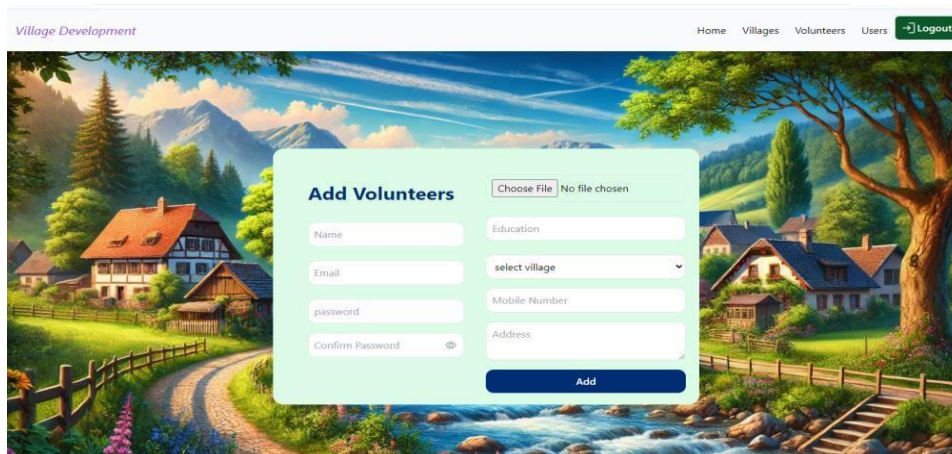 Village Development
Home Villages Volunteers Users Logout
Add Volunteers
Name
Email
password
Confirm Password
Choose File No file chosen
Education
select village
Mobile Number
Address
Add